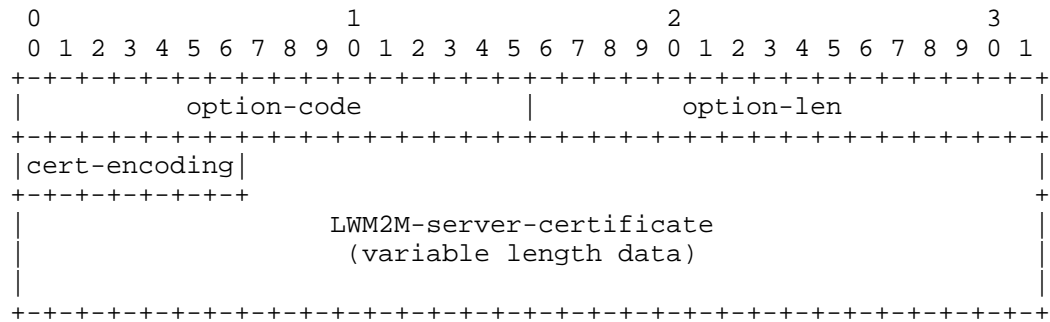 0                   1                   2                   3
 0 1 2 3 4 5 6 7 8 9 0 1 2 3 4 5 6 7 8 9 0 1 2 3 4 5 6 7 8 9 0 1
+-+-+-+-+-+-+-+-+-+-+-+-+-+-+-+-+-+-+-+-+-+-+-+-+-+-+-+-+-+-+-+-+
|          option-code          |         option-len            |
+-+-+-+-+-+-+-+-+-+-+-+-+-+-+-+-+-+-+-+-+-+-+-+-+-+-+-+-+-+-+-+-+
|cert-encoding|                                                 |
+-+-+-+-+-+-+-+                                                 +
|                   LWM2M-server-certificate                    |
|                    (variable length data)                     |
|                                                               |
+-+-+-+-+-+-+-+-+-+-+-+-+-+-+-+-+-+-+-+-+-+-+-+-+-+-+-+-+-+-+-+-+